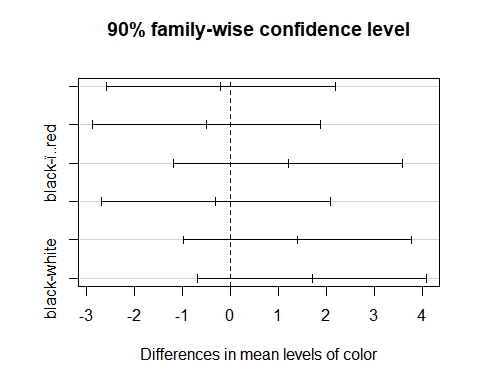 90% family-wise confidence level
black-ï..red
black-white
-3 -2 -1 0 1 2 3 4
Differences in mean levels of color